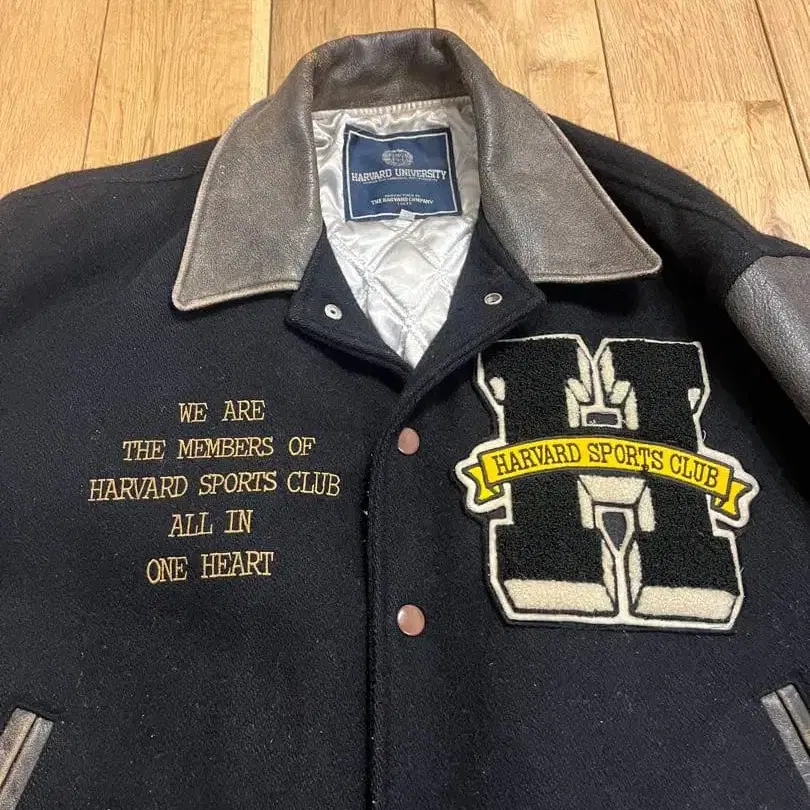 HARVARD UNIVERSITY
THE HARVARD COMPANY
WE ARE
THE MEMBERS OF
HARVARD SPORTS CLUB
ALL IN
ONE HEART
H
HARVARD SPORTS CLUB